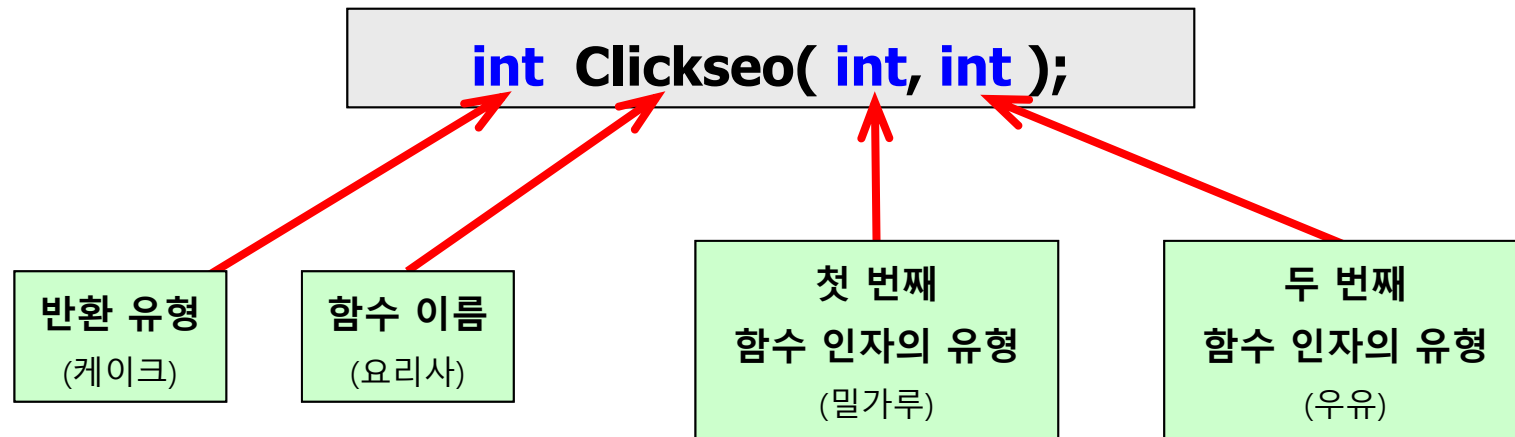 int Clickseo( int, int );
반환 유형
(케이크)
함수 이름
(요리사)
첫 번째
함수 인자의 유형
(밀가루)
두 번째
함수 인자의 유형
(우유)